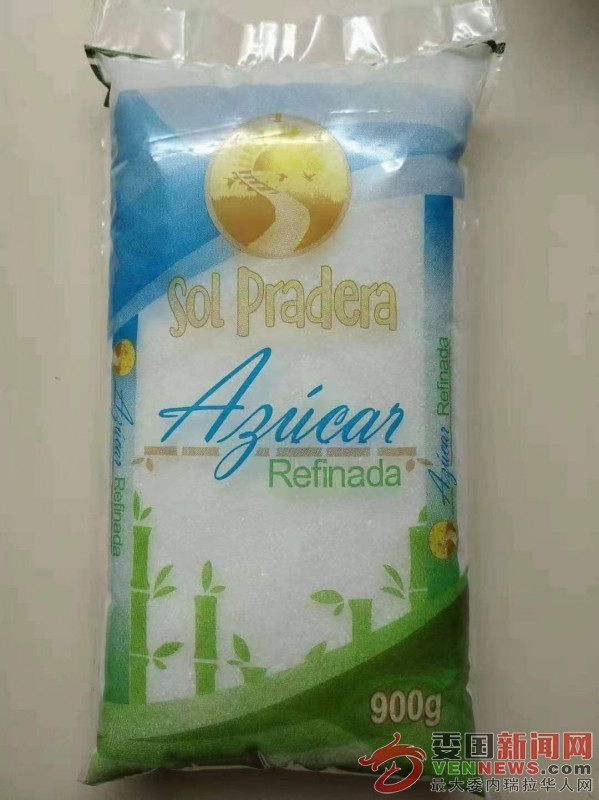 Sol Pradera
Azúcar
Refinada
Azúcar Refinada
Azúcar Refinada
900g
委国新闻网
VENNEWS.com
最大委内瑞拉华人网